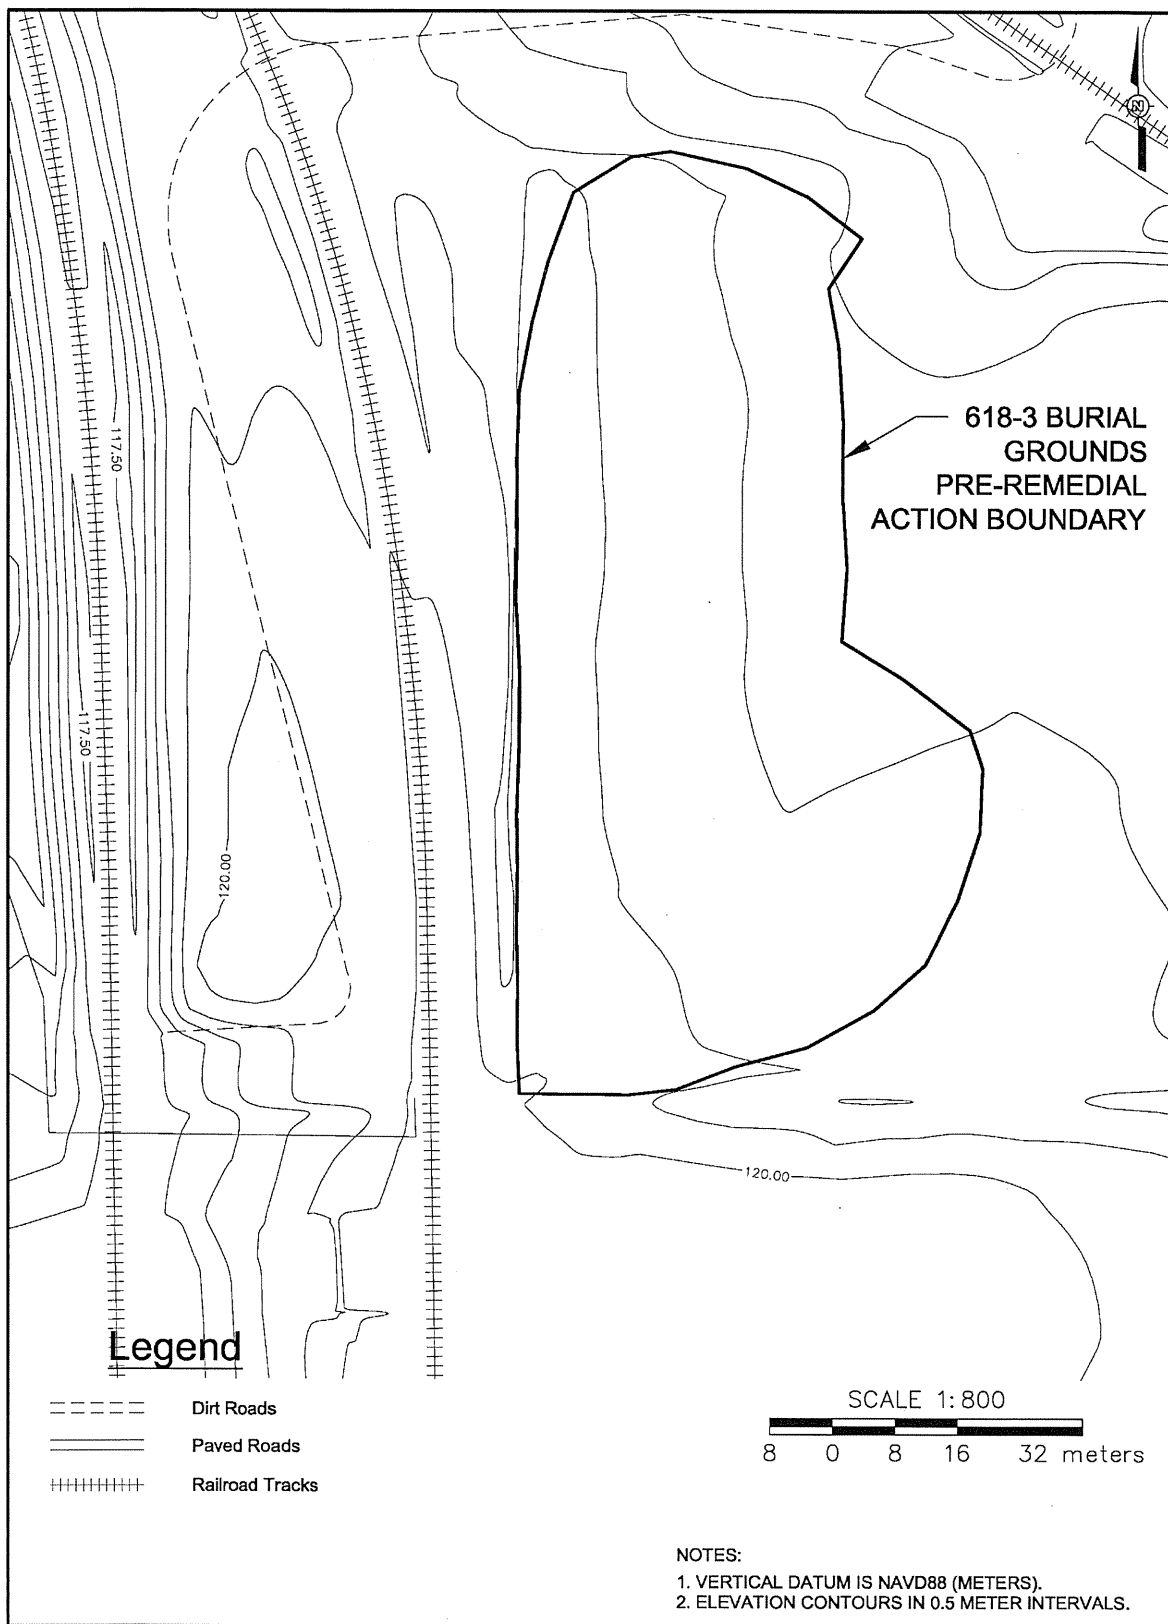 N
117.50
618-3 BURIAL
GROUNDS
PRE-REMEDIAL
ACTION BOUNDARY
117.50
120.00
120.00
Legend
Dirt Roads
Paved Roads
Railroad Tracks
SCALE 1:800
8 0 8 16 32 meters
NOTES:
1. VERTICAL DATUM IS NAVD88 (METERS).
2. ELEVATION CONTOURS IN 0.5 METER INTERVALS.